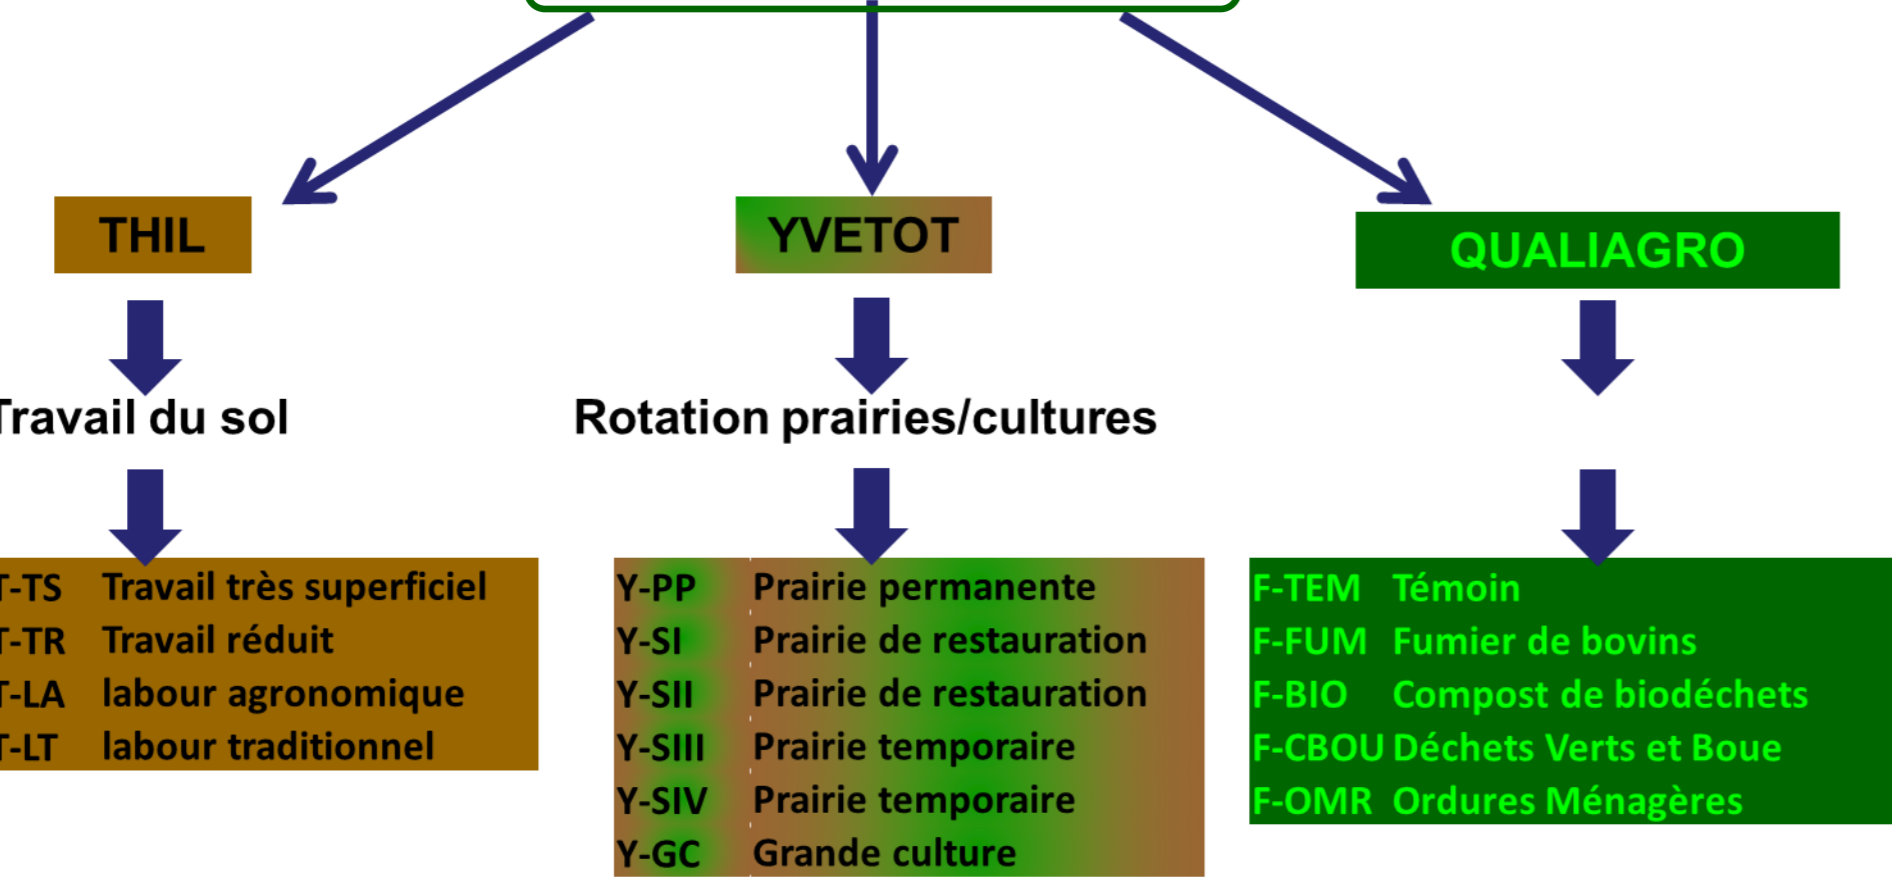 THIL
YVETOT
QUALIAGRO
Travail du sol
Rotation prairies/cultures
T-TS Travail très superficiel
T-TR Travail réduit
T-LA labour agronomique
T-LT labour traditionnel
Y-PP Prairie permanente
Y-SI Prairie de restauration
Y-SII Prairie de restauration
Y-SIII Prairie temporaire
Y-SIV Prairie temporaire
Y-GC Grande culture
F-TEM Témoin
F-FUM Fumier de bovins
F-BIO Compost de biodéchets
F-CBOU Déchets Verts et Boue
F-OMR Ordures Ménagères